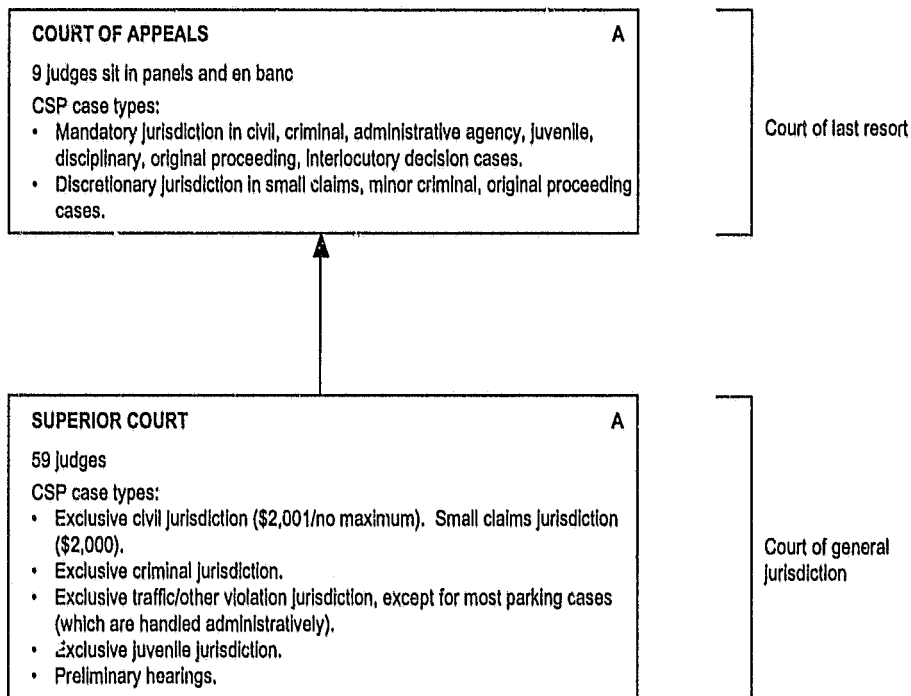 COURT OF APPEALS A
9 judges sit in panels and en banc
CSP case types:
• Mandatory jurisdiction in civil, criminal, administrative agency, juvenile,
disciplinary, original proceeding, interlocutory decision cases.
• Discretionary jurisdiction in small claims, minor criminal, original proceeding
cases.
Court of last resort
SUPERIOR COURT A
59 judges
CSP case types:
• Exclusive civil jurisdiction ($2,001/no maximum). Small claims jurisdiction
($2,000).
• Exclusive criminal jurisdiction.
• Exclusive traffic/other violation jurisdiction, except for most parking cases
(which are handled administratively).
• Exclusive juvenile jurisdiction.
• Preliminary hearings.
Court of general
jurisdiction